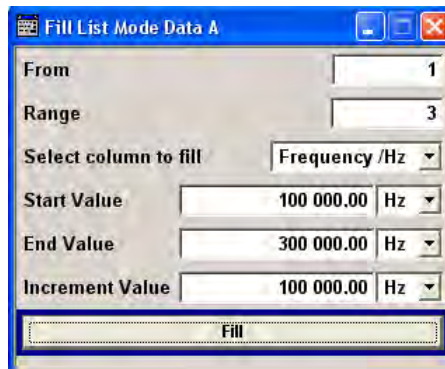 Fill List Mode Data A
From 1
Range 3
Select column to fill Frequency /Hz
Start Value 100 000.00 Hz
End Value 300 000.00 Hz
Increment Value 100 000.00 Hz
Fill